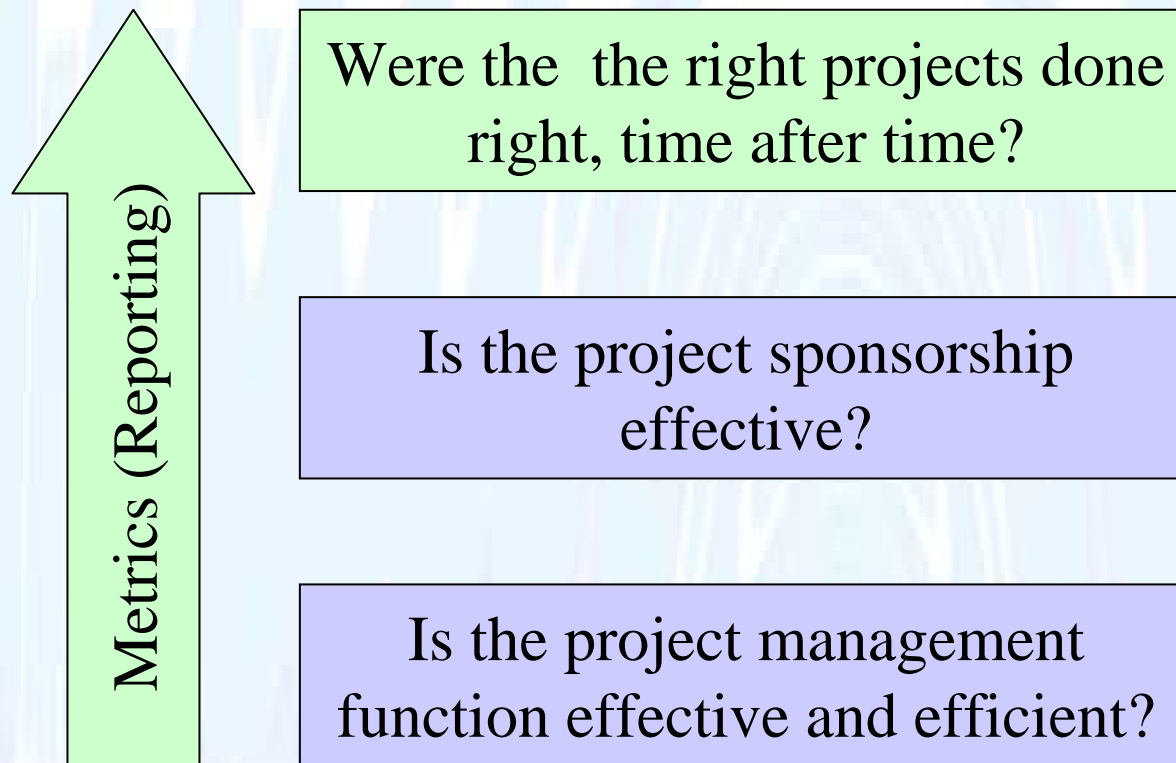 Metrics (Reporting)
Were the  the right projects done
right, time after time?
Is the project sponsorship
effective?
Is the project management
function effective and efficient?